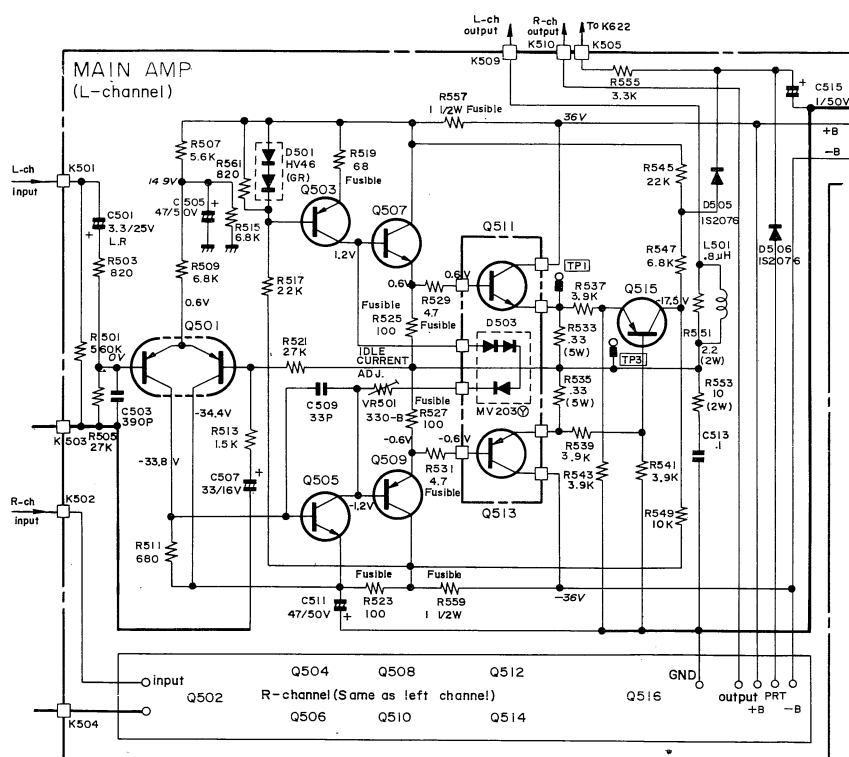 L-ch output
R-ch output
To K622
K509
K510
K505
MAIN AMP
(L-channel)
R555
3.3K
C515
1/50V
+
R557
1 1/2W Fusible
36V
+B
-B
R507
5.6K
R561
820
D501
HV46
(GR)
R519
68
Fusible
L-ch
input
K501
14.9V
C505
47/50V
+
R515
6.8K
Q503
Q507
Q511
R545
22K
D505
1S2076
C501
3.3/25V
L.R
+
R503
820
R509
6.8K
1.2V
0.6V
0.6V
TP1
R547
6.8K
D506
1S2076
L501
.8μH
R517
22K
R529
4.7
Fusible
R537
3.9K
Q515
-17.5V
0.6V
Fusible
R525
100
D503
R533
.33
(5W)
R551
2.2
(2W)
R501
560K
0V
Q501
R521
27K
IDLE
CURRENT
ADJ.
TP3
C503
390P
-34.4V
C509
33P
VR501
330-B
Fusible
R527
100
MV203Ⓨ
R535
.33
(5W)
R553
10
(2W)
K503
R505
27K
R513
1.5K
-0.6V
-0.6V
C513
.1
-33.8V
C507
33/16V
+
Q505
Q509
R531
4.7
Fusible
R539
3.9K
R543
3.9K
R541
3.9K
K502
R-ch
input
-1.2V
Q513
R549
10K
R511
680
Fusible
Fusible
C511
47/50V
+
R523
100
R559
1 1/2W
-36V
input
Q502
Q504
Q508
Q512
R-channel(Same as left channel)
Q506
Q510
Q514
Q516
GND
output
+B
PRT
-B
K504